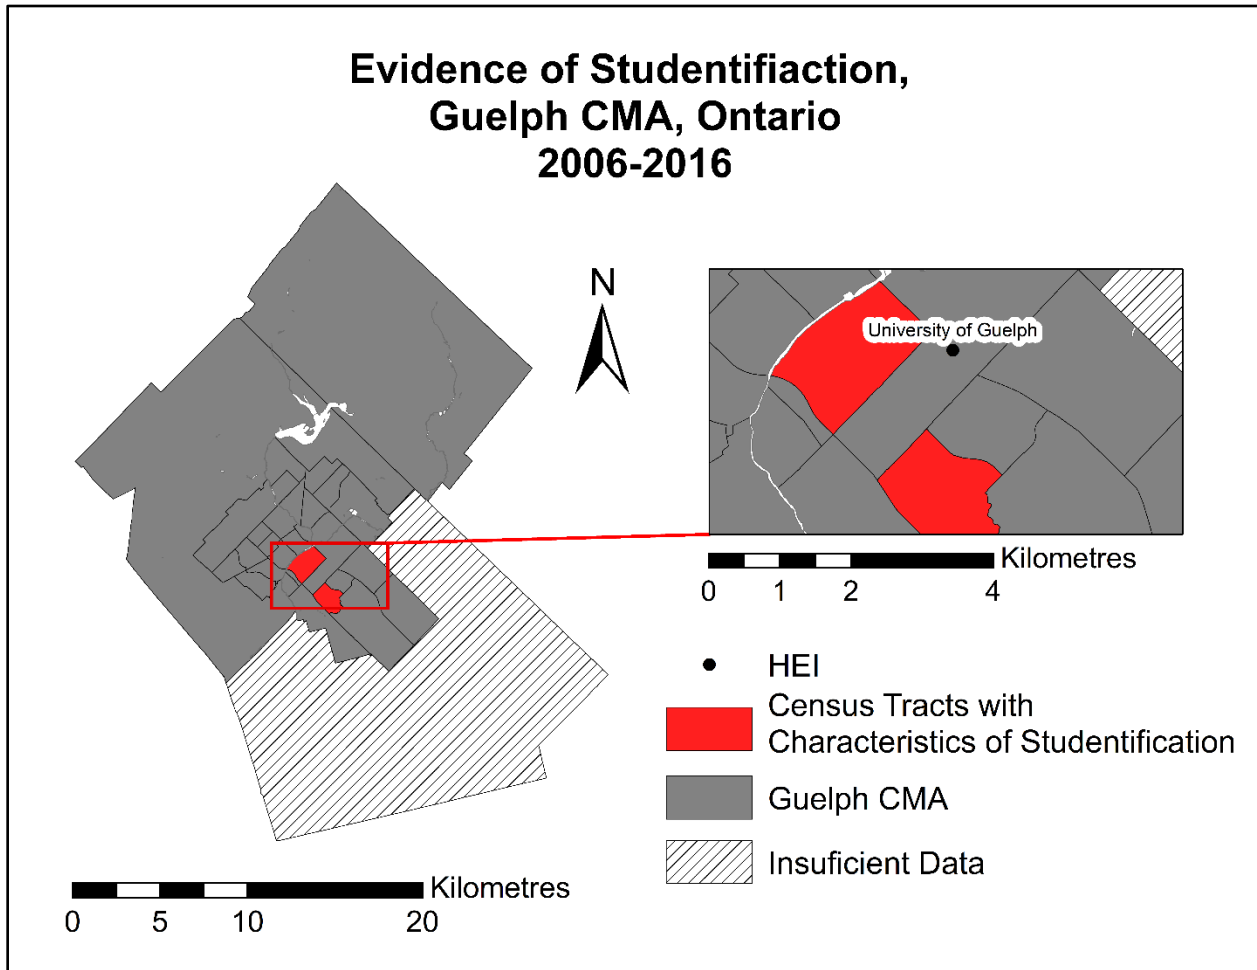 Evidence of Studentifiaction,
Guelph CMA, Ontario
2006-2016
N
University of Guelph
Kilometres
0 1 2 4
HEI
Census Tracts with
Characteristics of Studentification
Guelph CMA
Insuficient Data
Kilometres
0 5 10 20